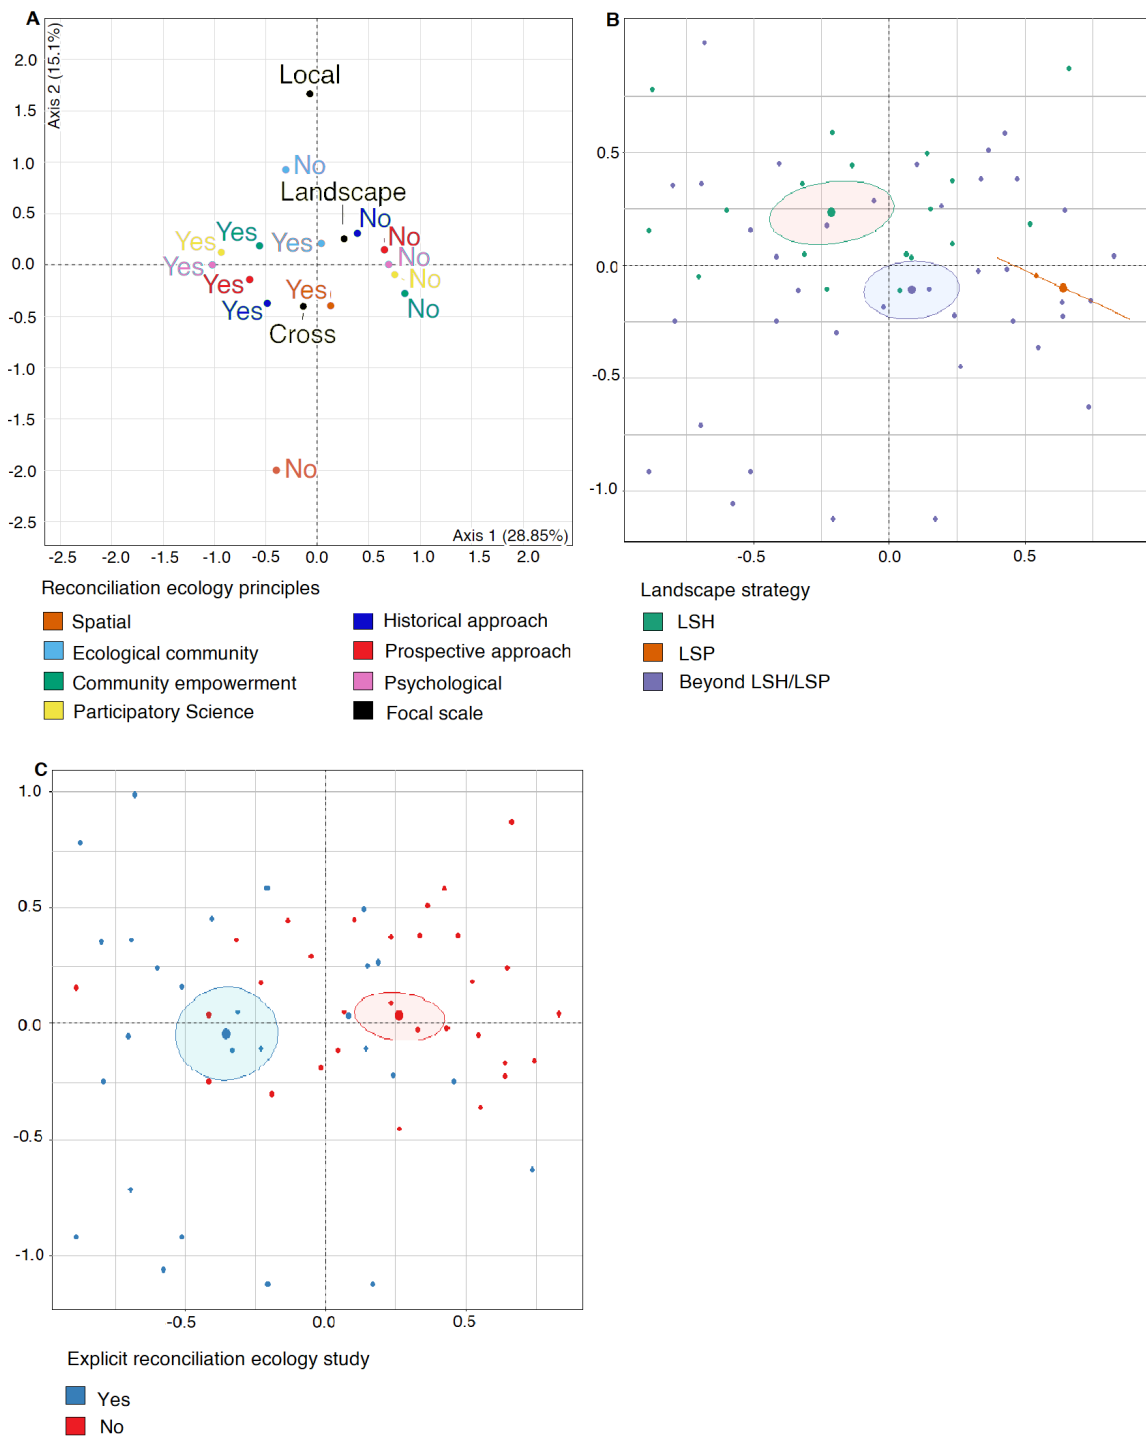 A
Axis 2 (15.1%)
2.0
1.5
1.0
0.5
0.0
-0.5
-1.0
-1.5
-2.0
-2.5
Local
No
Landscape
No
Yes
Yes
Yes
No
Yes
No
Yes
Yes
No
Yes
No
Cross
No
Axis 1 (28.85%)
-2.5 -2.0 -1.5 -1.0 -0.5 0.0 0.5 1.0 1.5 2.0
Reconciliation ecology principles
Spatial
Ecological community
Community empowerment
Participatory Science
Historical approach
Prospective approach
Psychological
Focal scale
B
0.5
0.0
-0.5
-1.0
-0.5 0.0 0.5
Landscape strategy
LSH
LSP
Beyond LSH/LSP
C
1.0
0.5
0.0
-0.5
-1.0
-0.5 0.0 0.5
Explicit reconciliation ecology study
Yes
No